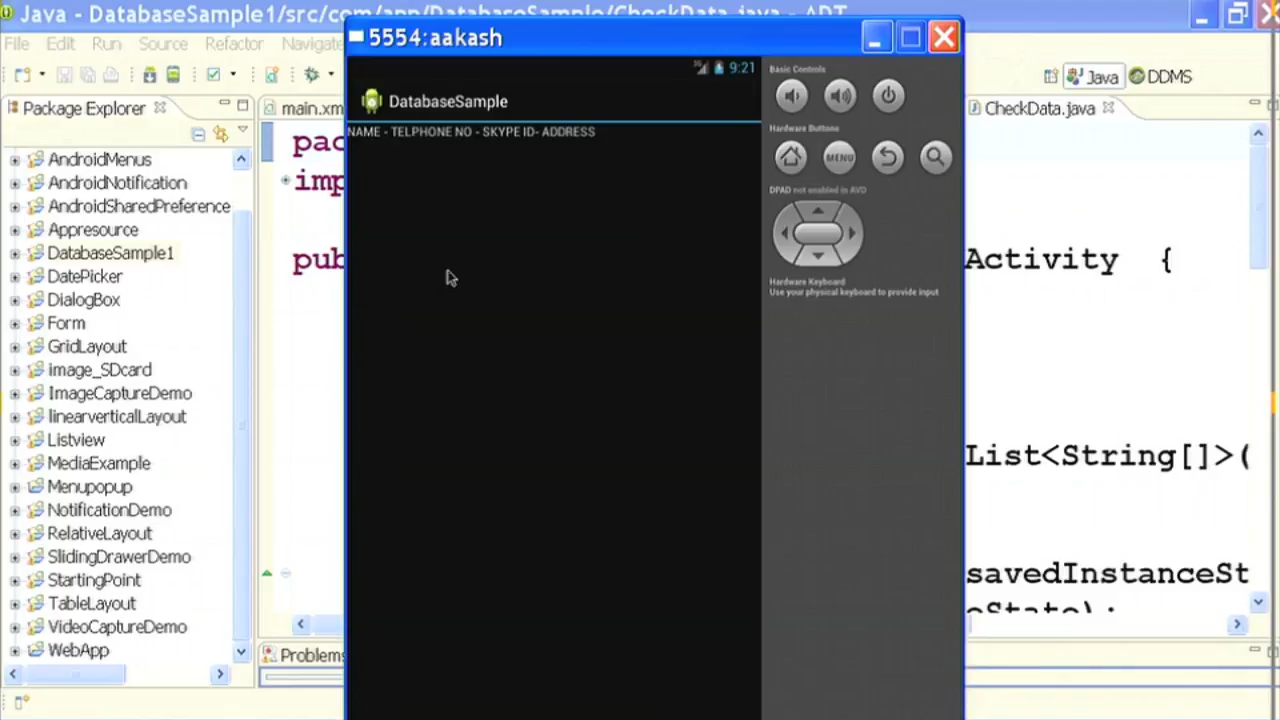 Java - DatabaseSample1/src/com/app/DatabaseSample/CheckData.java - ADT
File Edit Run Source Refactor Navigate
Java
DDMS
Package Explorer
AndroidMenus
AndroidNotification
AndroidSharedPreference
Appresource
DatabaseSample1
DatePicker
DialogBox
Form
GridLayout
image_SDcard
ImageCaptureDemo
linearverticalLayout
Listview
MediaExample
Menupopup
NotificationDemo
RelativeLayout
SlidingDrawerDemo
StartingPoint
TableLayout
VideoCaptureDemo
WebApp
main.xm
CheckData.java
pac
imp
pub
Activity {
List<String[]>(
savedInstanceSt
Problems
5554:aakash
3G
9:21
DatabaseSample
NAME - TELPHONE NO - SKYPE ID- ADDRESS
Basic Controls
Hardware Buttons
MENU
DPAD not enabled in AVD
Hardware Keyboard
Use your physical keyboard to provide input